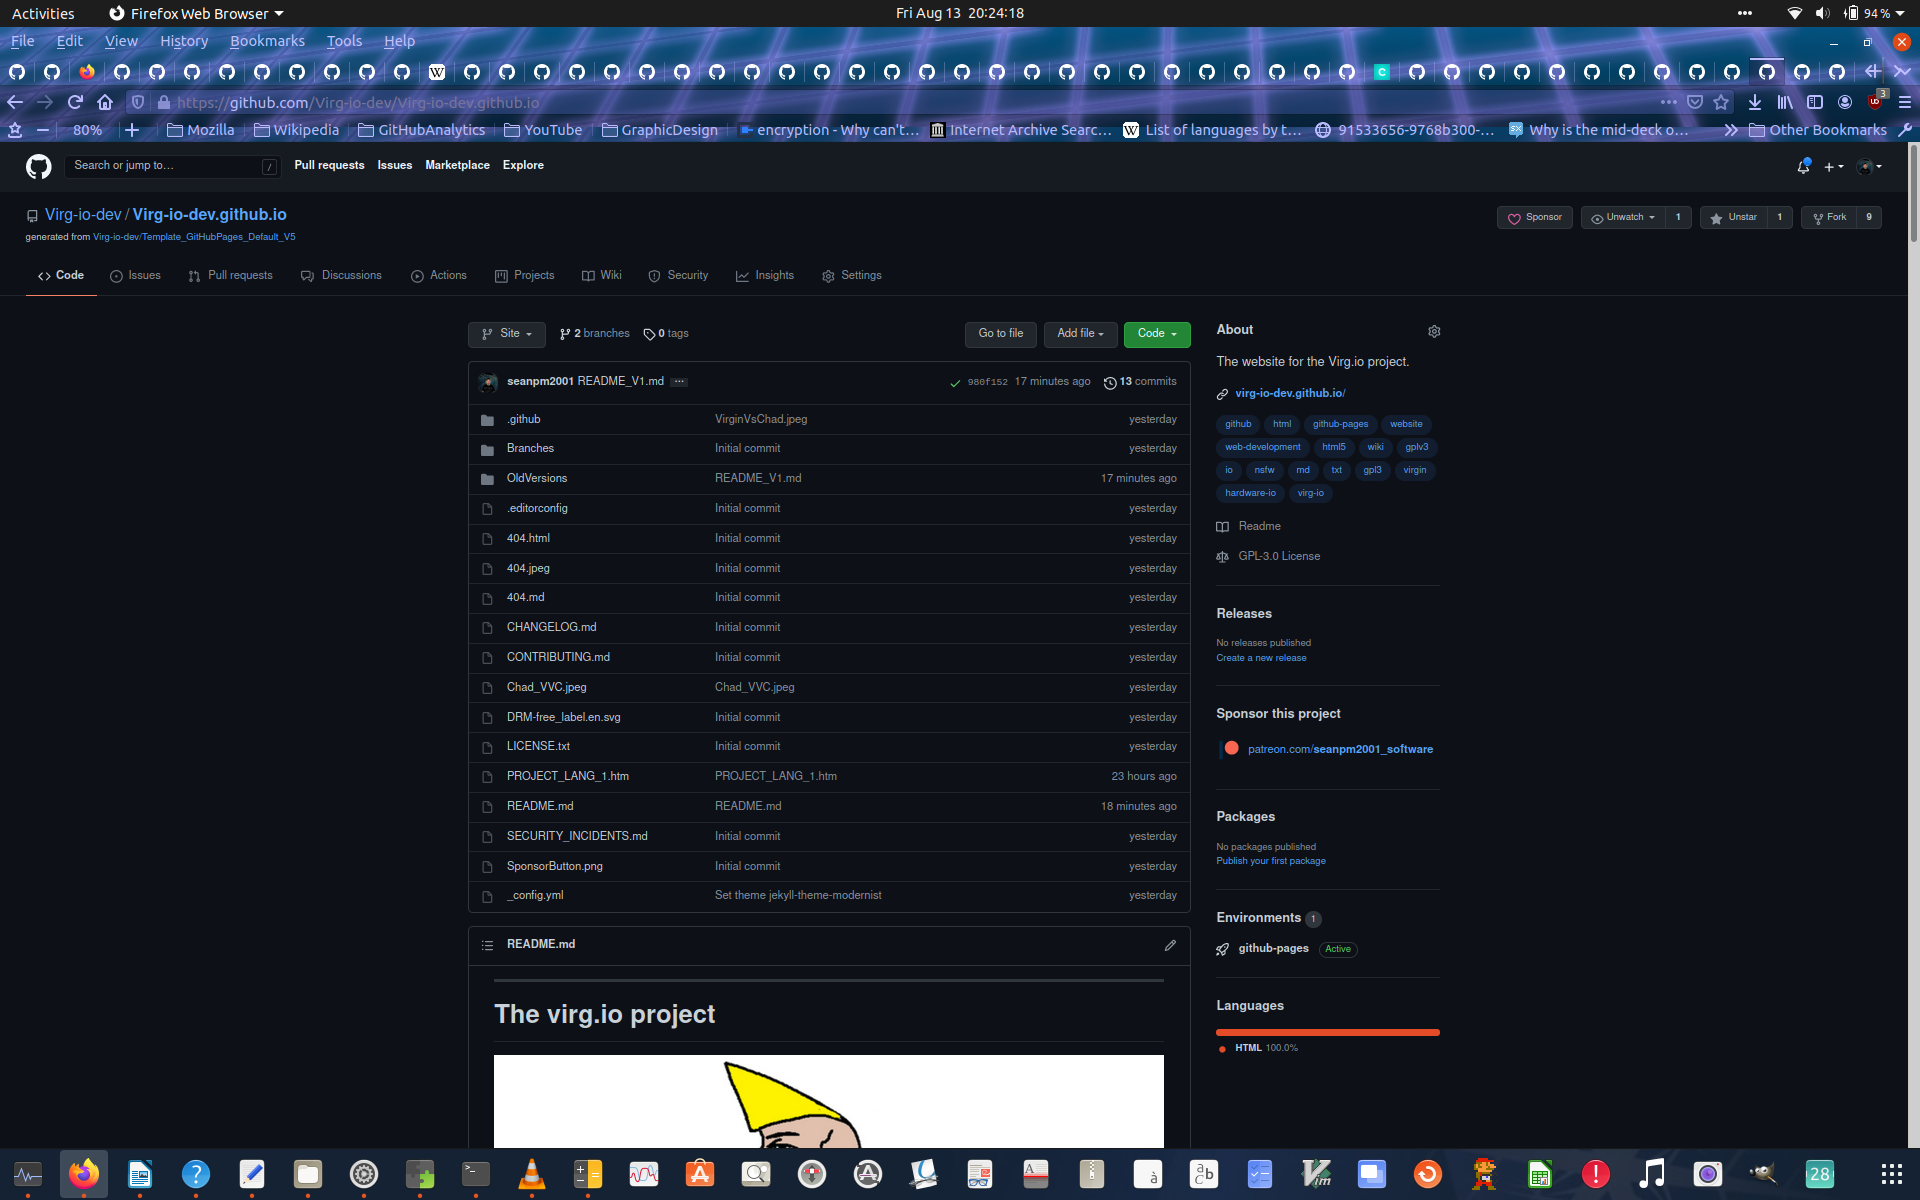 Activities Firefox Web Browser Fri Aug 13 20:24:18 94 %
File Edit View History Bookmarks Tools Help
https://github.com/Virg-io-dev/Virg-io-dev.github.io 3
80% Mozilla Wikipedia GitHubAnalytics YouTube GraphicDesign encryption - Why can't… Internet Archive Searc… List of languages by t… 91533656-9768b300-… Why is the mid-deck o… Other Bookmarks
Search or jump to… / Pull requests Issues Marketplace Explore
Virg-io-dev / Virg-io-dev.github.io Sponsor Unwatch 1 Unstar 1 Fork 9
generated from Virg-io-dev/Template_GitHubPages_Default_V5
Code Issues Pull requests Discussions Actions Projects Wiki Security Insights Settings
Site 2 branches 0 tags Go to file Add file Code
seanpm2001 README_V1.md ··· 980f152 17 minutes ago 13 commits
.github VirginVsChad.jpeg yesterday
Branches Initial commit yesterday
OldVersions README_V1.md 17 minutes ago
.editorconfig Initial commit yesterday
404.html Initial commit yesterday
404.jpeg Initial commit yesterday
404.md Initial commit yesterday
CHANGELOG.md Initial commit yesterday
CONTRIBUTING.md Initial commit yesterday
Chad_VVC.jpeg Chad_VVC.jpeg yesterday
DRM-free_label.en.svg Initial commit yesterday
LICENSE.txt Initial commit yesterday
PROJECT_LANG_1.htm PROJECT_LANG_1.htm 23 hours ago
README.md README.md 18 minutes ago
SECURITY_INCIDENTS.md Initial commit yesterday
SponsorButton.png Initial commit yesterday
_config.yml Set theme jekyll-theme-modernist yesterday
README.md
The virg.io project
About
The website for the Virg.io project.
virg-io-dev.github.io/
github html github-pages website
web-development html5 wiki gplv3
io nsfw md txt gpl3 virgin
hardware-io virg-io
Readme
GPL-3.0 License
Releases
No releases published
Create a new release
Sponsor this project
patreon.com/seanpm2001_software
Packages
No packages published
Publish your first package
Environments 1
github-pages Active
Languages
HTML 100.0%
28